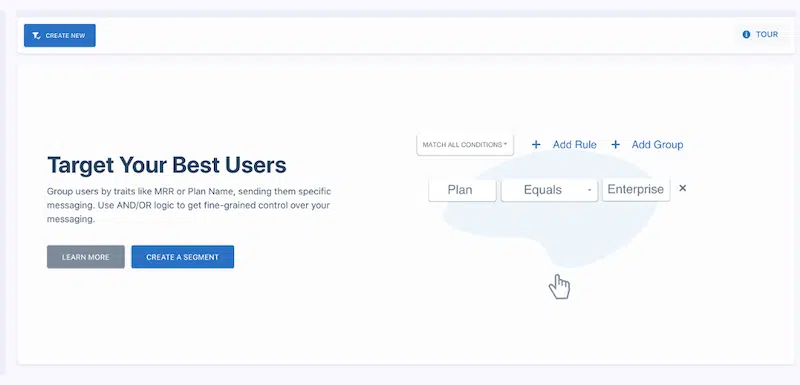 CREATE NEW
TOUR
Target Your Best Users
Group users by traits like MRR or Plan Name, sending them specific
messaging. Use AND/OR logic to get fine-grained control over your
messaging.
LEARN MORE
CREATE A SEGMENT
MATCH ALL CONDITIONS
+ Add Rule + Add Group
Plan Equals Enterprise ×